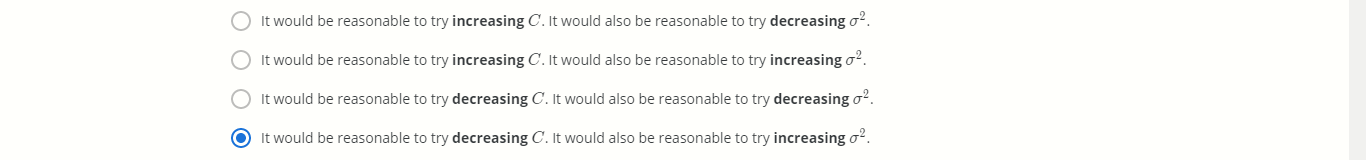 It would be reasonable to try increasing C. It would also be reasonable to try decreasing σ².
It would be reasonable to try increasing C. It would also be reasonable to try increasing σ².
It would be reasonable to try decreasing C. It would also be reasonable to try decreasing σ².
It would be reasonable to try decreasing C. It would also be reasonable to try increasing σ².